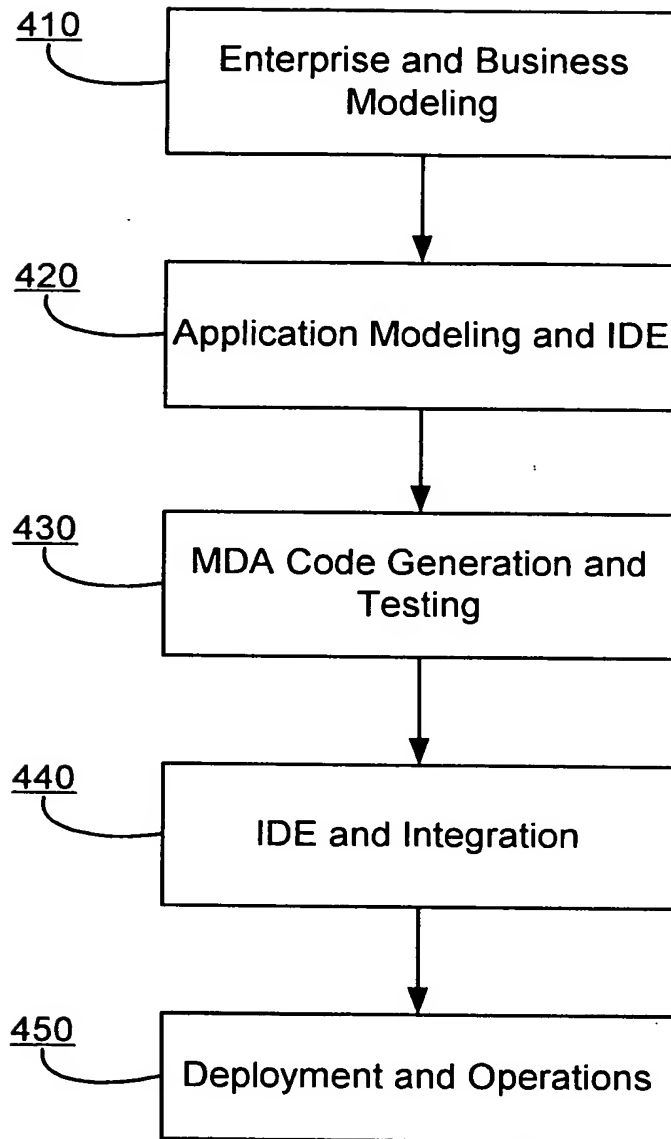 410
Enterprise and Business
Modeling
420
Application Modeling and IDE
430
MDA Code Generation and
Testing
440
IDE and Integration
450
Deployment and Operations